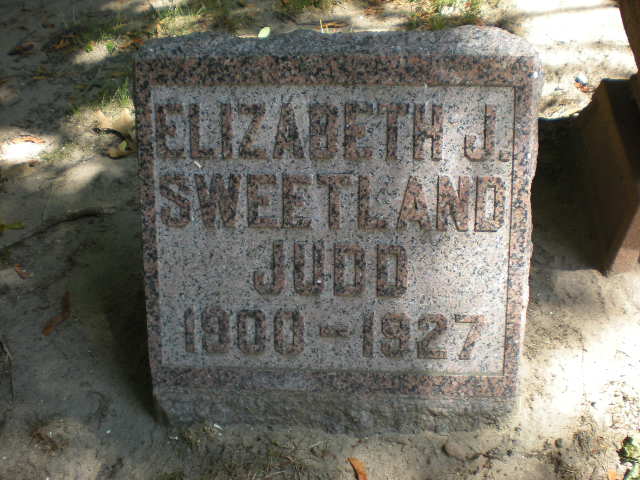 ELIZABETH J.
SWEETLAND
JUDD
1900-1927